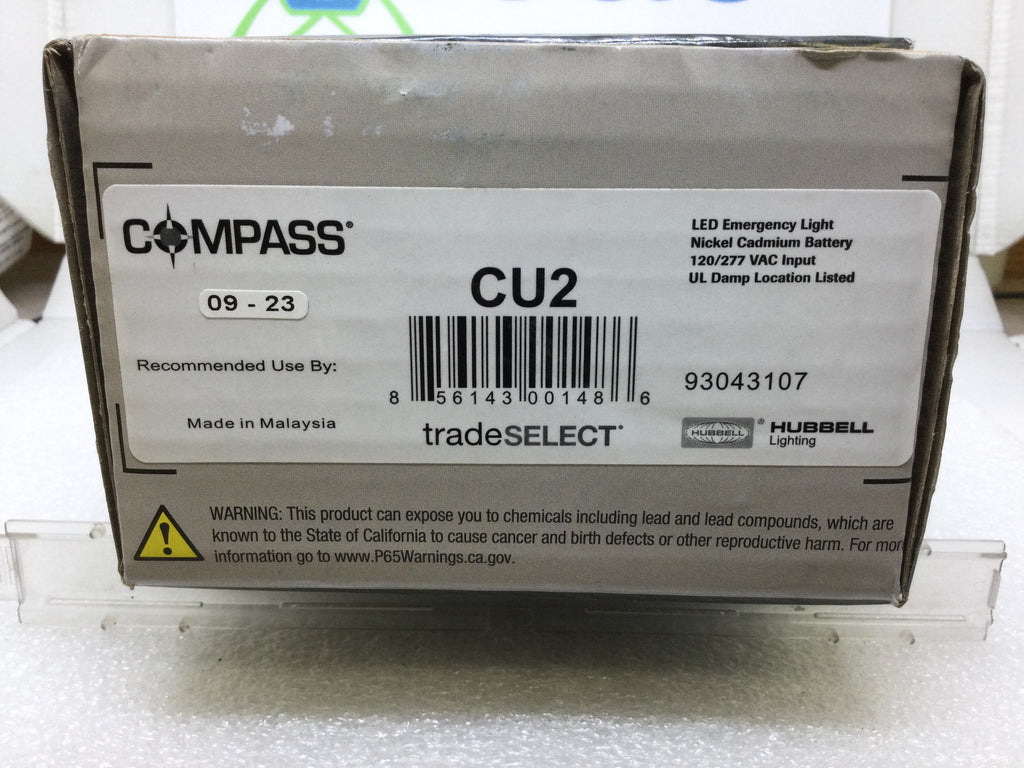 COMPASS®
LED Emergency Light
Nickel Cadmium Battery
120/277 VAC Input
UL Damp Location Listed
CU2
09 - 23
Recommended Use By:
8 56143 00148 6
93043107
Made in Malaysia
tradeSELECT®
HUBBELL
® HUBBELL
Lighting
WARNING: This product can expose you to chemicals including lead and lead compounds, which are
known to the State of California to cause cancer and birth defects or other reproductive harm. For more
information go to www.P65Warnings.ca.gov.